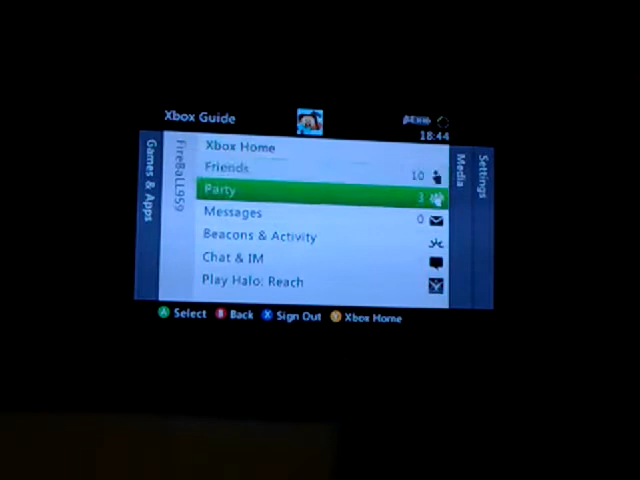 Xbox Guide
18:44
Games & Apps
FireBaLL959
Xbox Home
Friends 10
Party 3
Messages 0
Beacons & Activity
Chat & IM
Play Halo: Reach
Media
Settings
A Select B Back X Sign Out Y Xbox Home